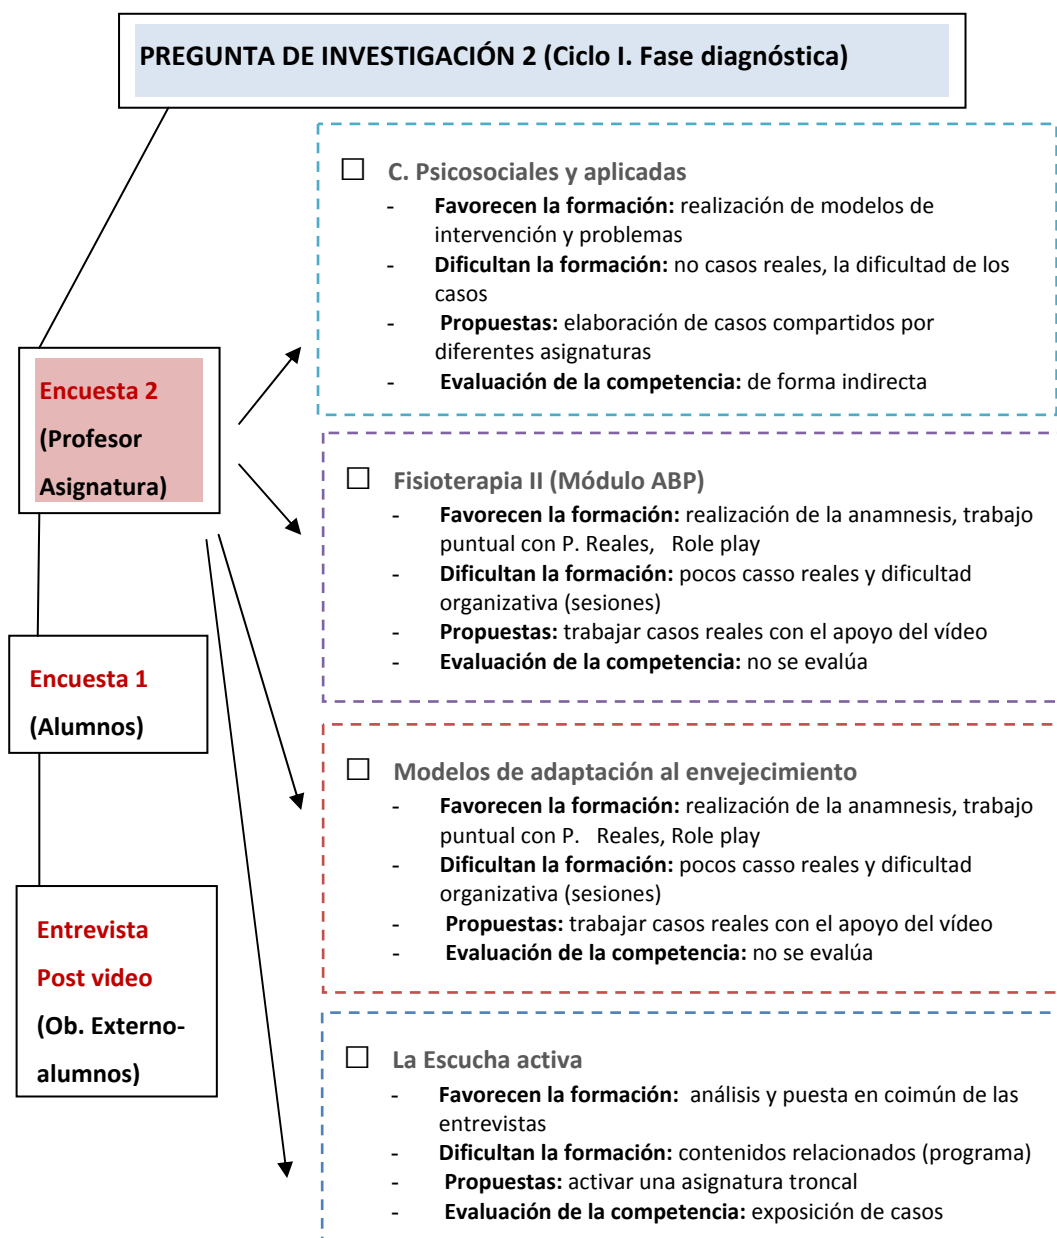 PREGUNTA DE INVESTIGACIÓN 2 (Ciclo I. Fase diagnóstica)
Encuesta 2
(Profesor
Asignatura)
Encuesta 1
(Alumnos)
Entrevista
Post video
(Ob. Externo-
alumnos)
C. Psicosociales y aplicadas
- Favorecen la formación: realización de modelos de
intervención y problemas
- Dificultan la formación: no casos reales, la dificultad de los
casos
- Propuestas: elaboración de casos compartidos por
diferentes asignaturas
- Evaluación de la competencia: de forma indirecta
Fisioterapia II (Módulo ABP)
- Favorecen la formación: realización de la anamnesis, trabajo
puntual con P. Reales, Role play
- Dificultan la formación: pocos casso reales y dificultad
organizativa (sesiones)
- Propuestas: trabajar casos reales con el apoyo del vídeo
- Evaluación de la competencia: no se evalúa
Modelos de adaptación al envejecimiento
- Favorecen la formación: realización de la anamnesis, trabajo
puntual con P. Reales, Role play
- Dificultan la formación: pocos casso reales y dificultad
organizativa (sesiones)
- Propuestas: trabajar casos reales con el apoyo del vídeo
- Evaluación de la competencia: no se evalúa
La Escucha activa
- Favorecen la formación: análisis y puesta en coimún de las
entrevistas
- Dificultan la formación: contenidos relacionados (programa)
- Propuestas: activar una asignatura troncal
- Evaluación de la competencia: exposición de casos